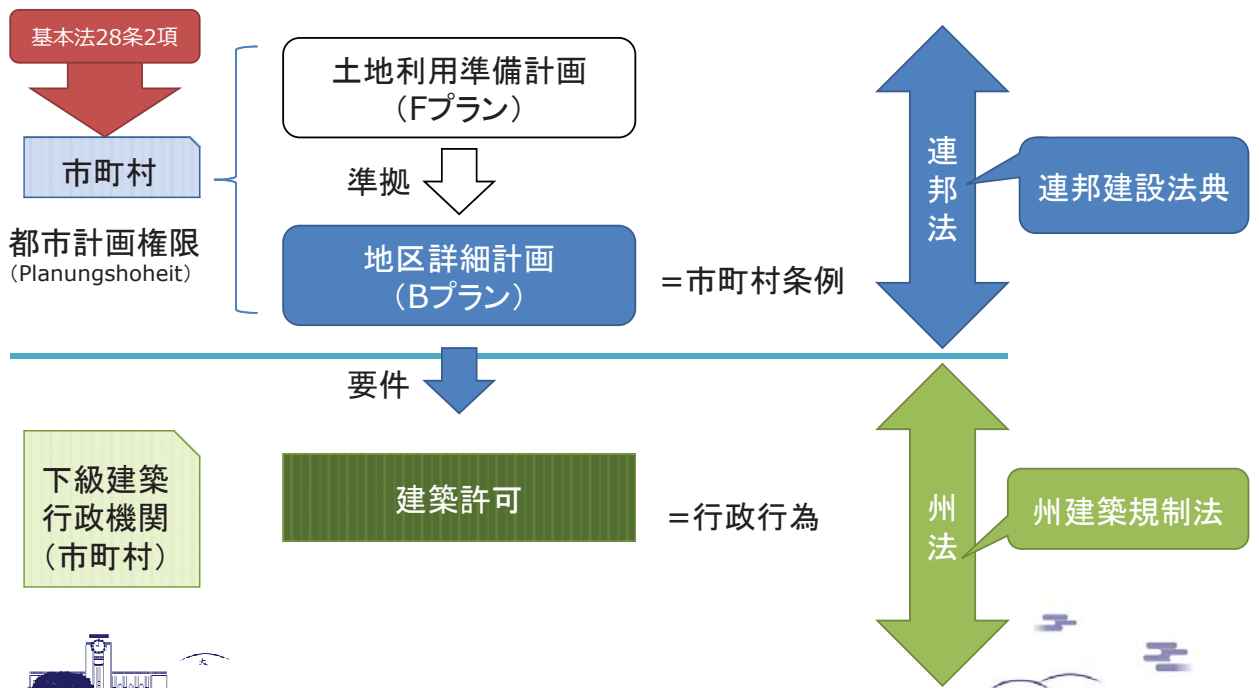 基本法28条2項
市町村
都市計画権限
(Planungshoheit)
土地利用準備計画
(Fプラン)
準拠
地区詳細計画
(Bプラン)
=市町村条例
連邦法
連邦建設法典
要件
下級建築
行政機関
(市町村)
建築許可
=行政行為
州法
州建築規制法
大